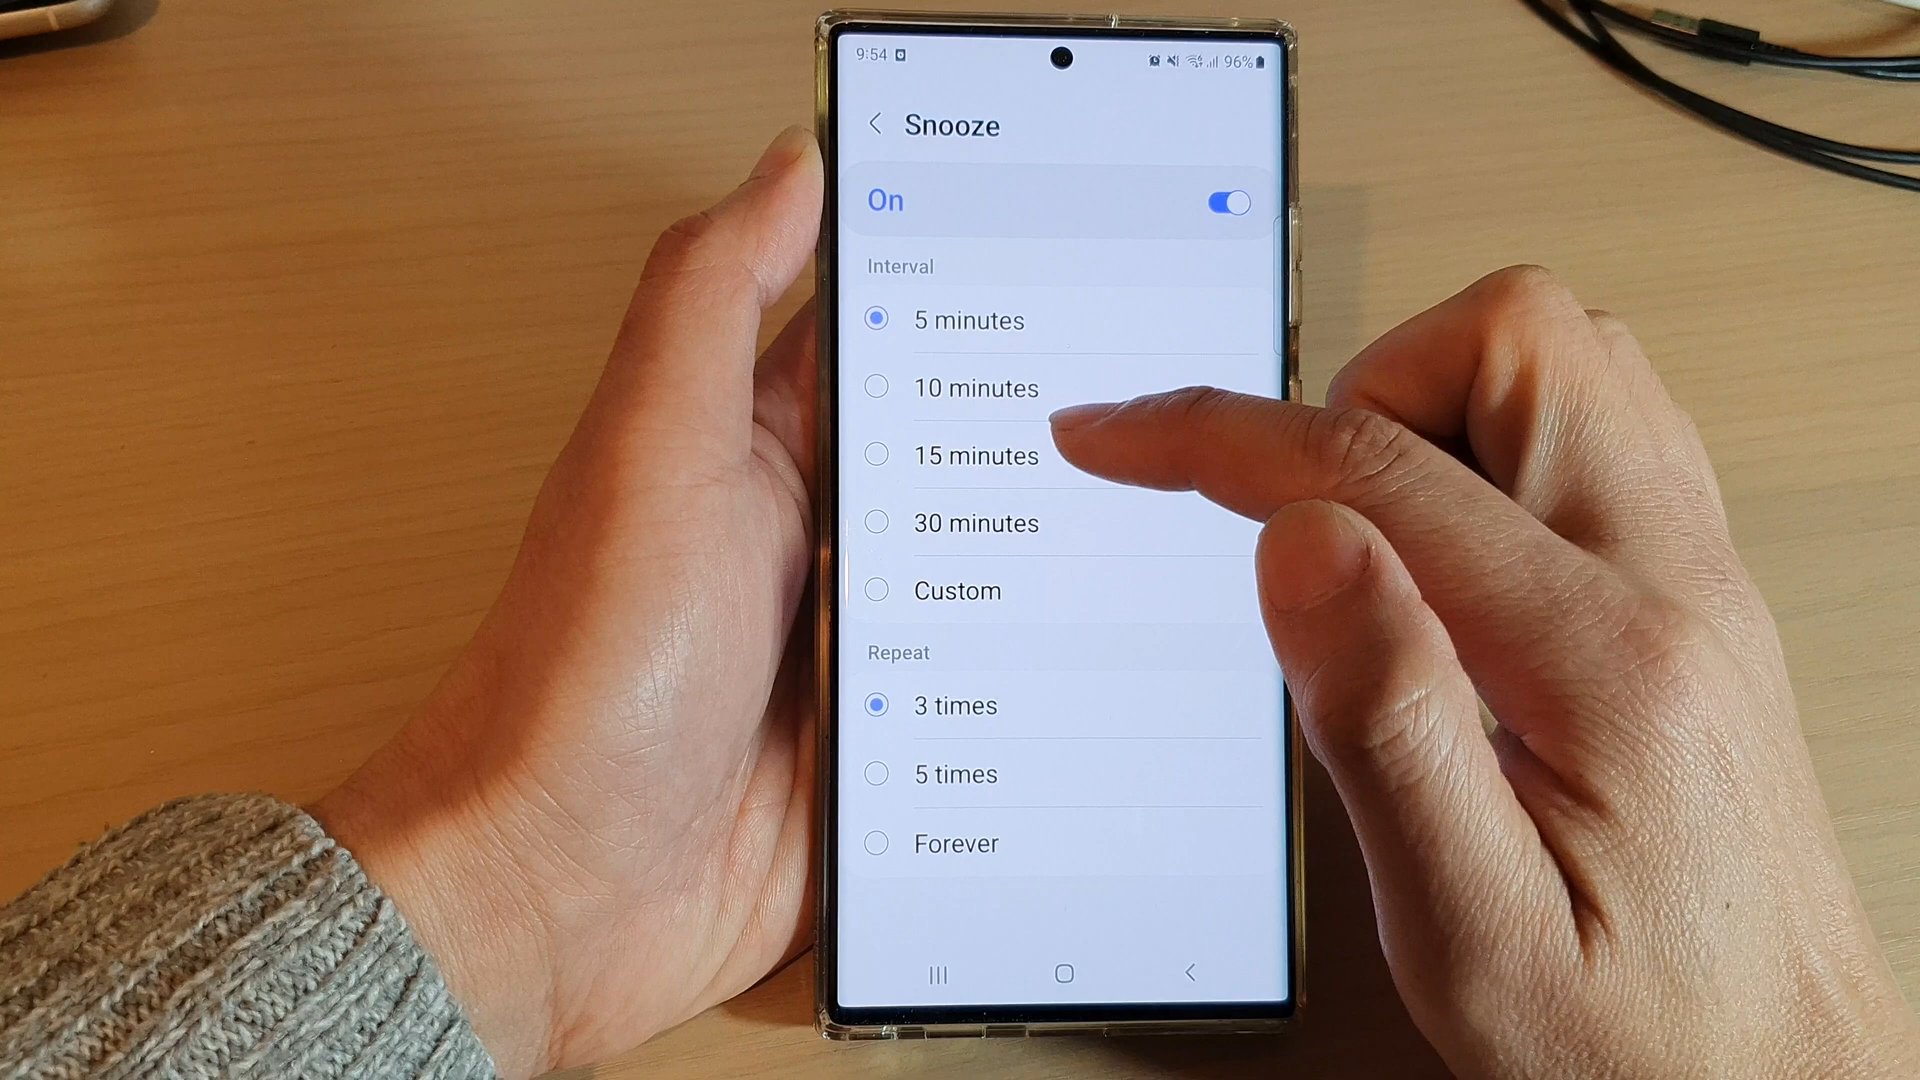 9:54 96%
Snooze
On
Interval
5 minutes
10 minutes
15 minutes
30 minutes
Custom
Repeat
3 times
5 times
Forever